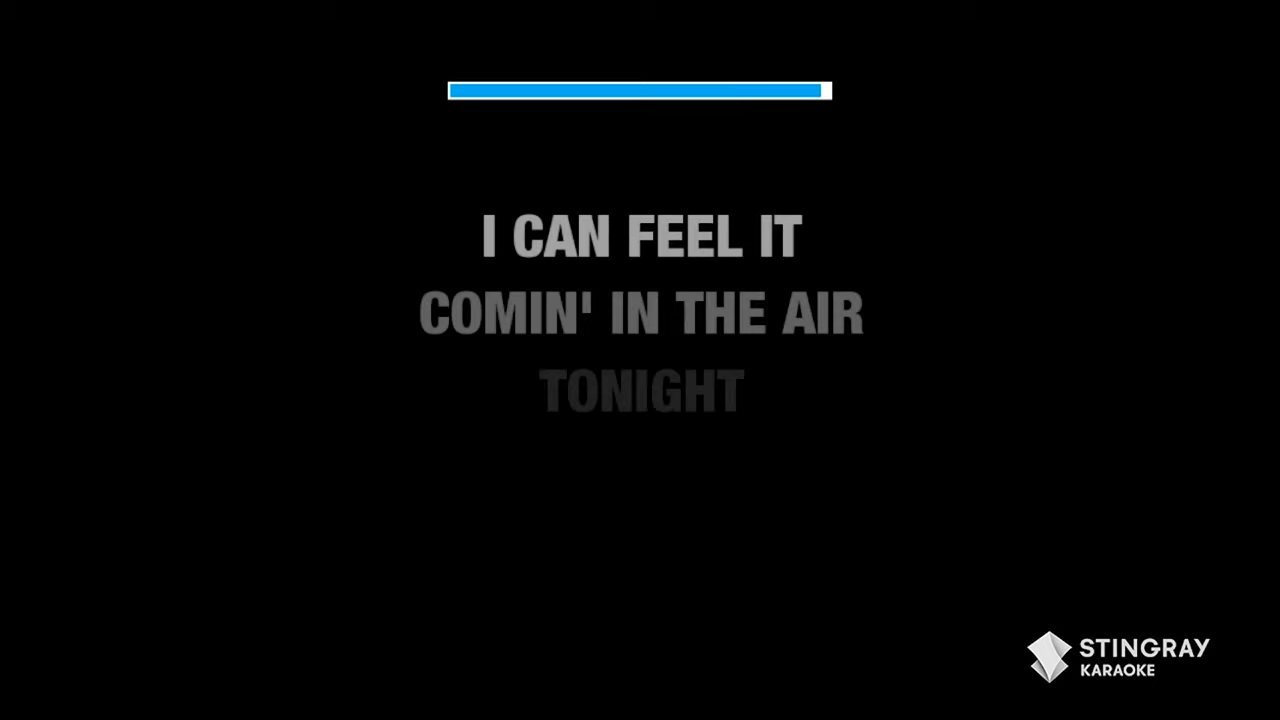 I CAN FEEL IT
COMIN' IN THE AIR
TONIGHT
STINGRAY
KARAOKE